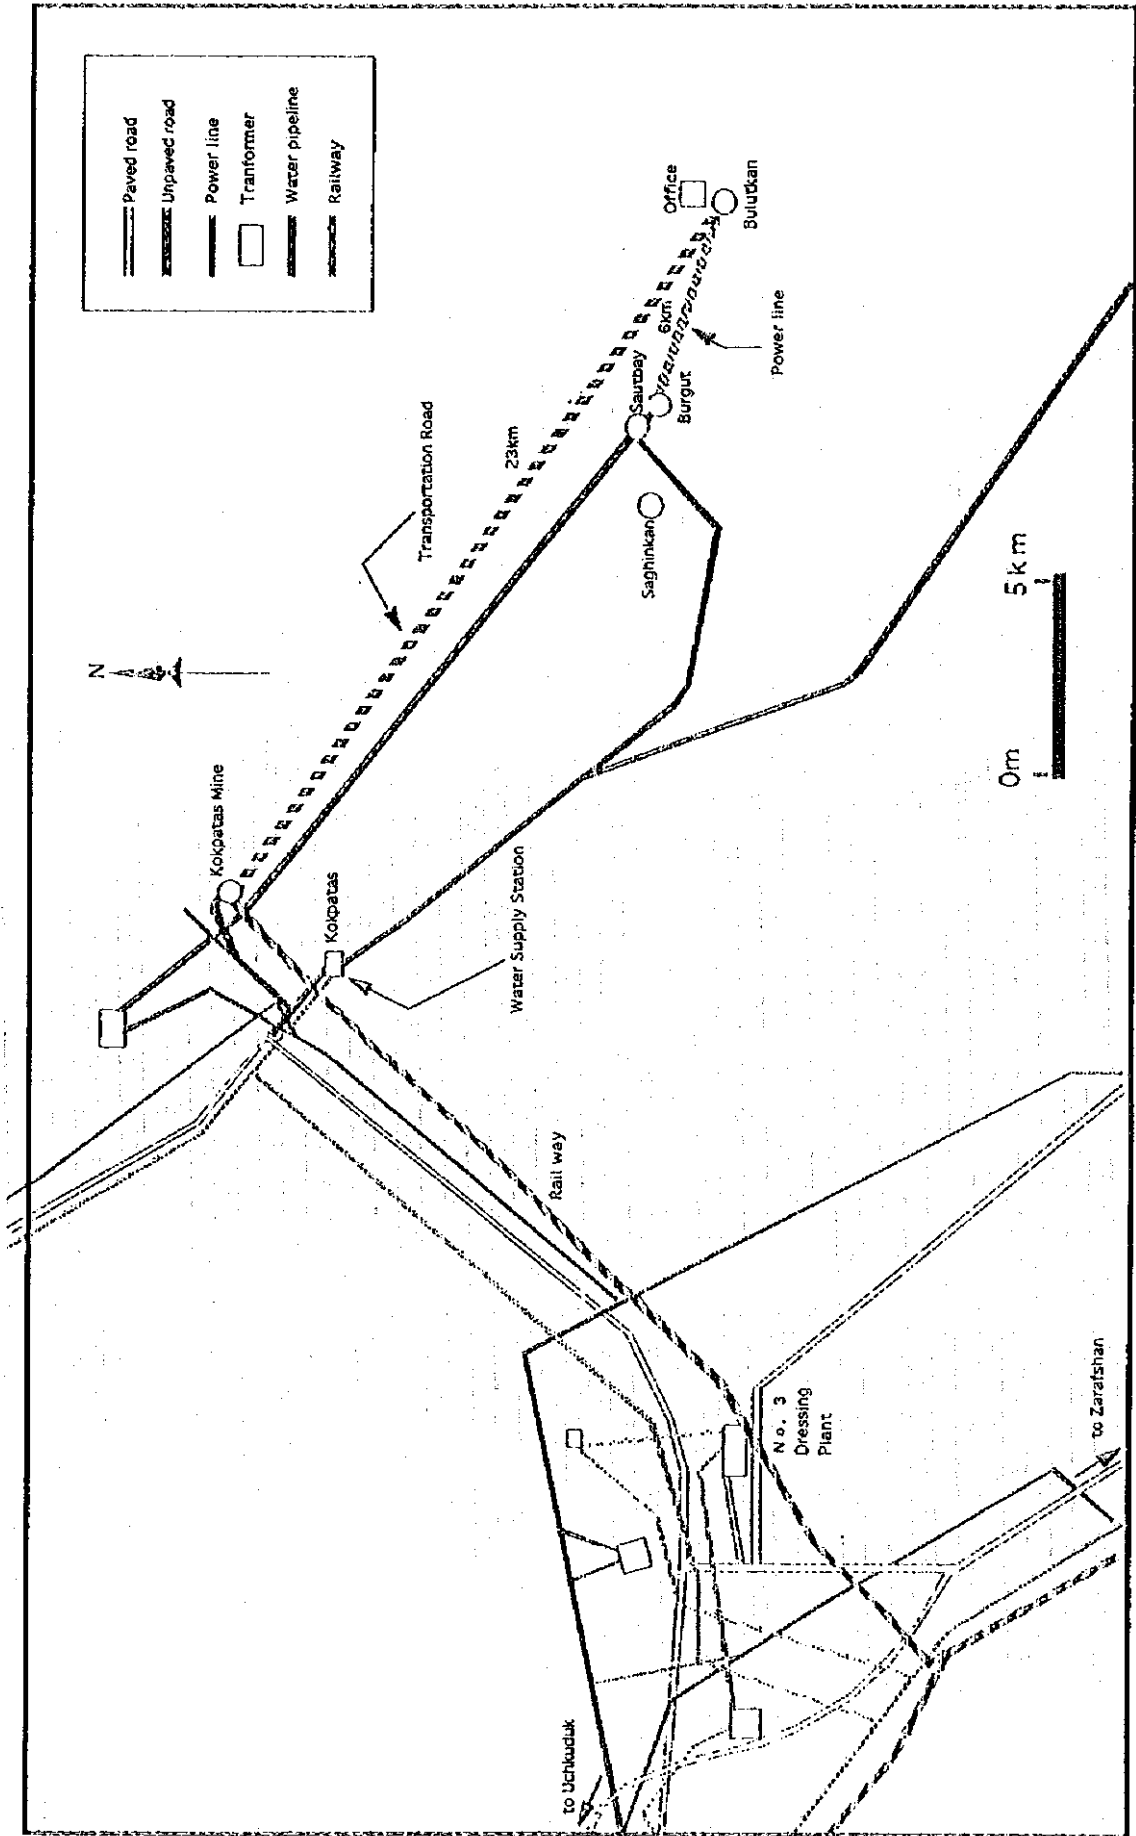 Paved road
Unpaved road
Power line
Tranformer
Water pipeline
Railway
N
Kokpatas Mine
Kokpatas
Water Supply Station
Transportation Road
23km
Saghinkan
Sautbay
Burgut
6km
Power line
Office
Bulutkan
Rail way
0m
5km
No. 3
Dressing
Plant
to Uchkuduk
to Zarafshan